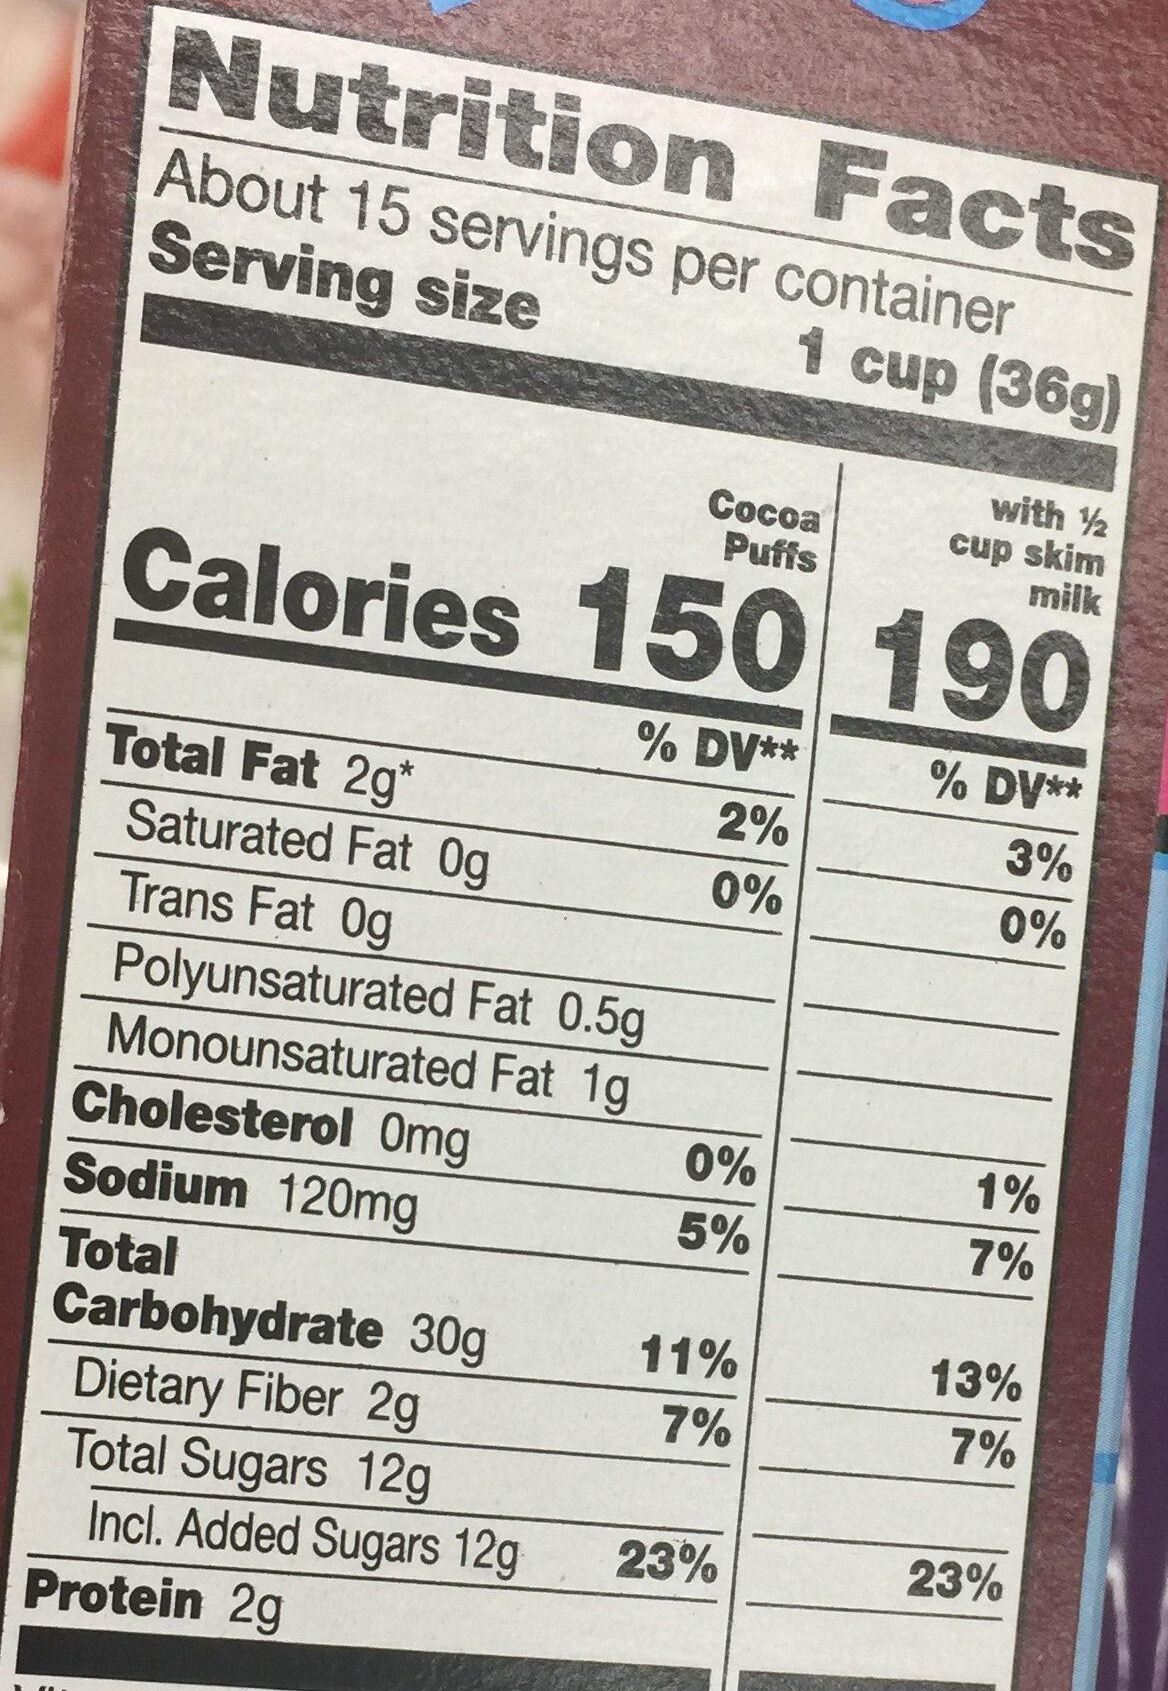 Nutrition Facts
About 15 servings per container
Serving size 1 cup (36g)
Cocoa Puffs
with ½ cup skim milk
Calories 150 190
% DV** % DV**
Total Fat 2g* 2% 3%
Saturated Fat 0g 0% 0%
Trans Fat 0g
Polyunsaturated Fat 0.5g
Monounsaturated Fat 1g
Cholesterol 0mg 0% 1%
Sodium 120mg 5% 7%
Total
Carbohydrate 30g 11% 13%
Dietary Fiber 2g 7% 7%
Total Sugars 12g
Incl. Added Sugars 12g 23% 23%
Protein 2g